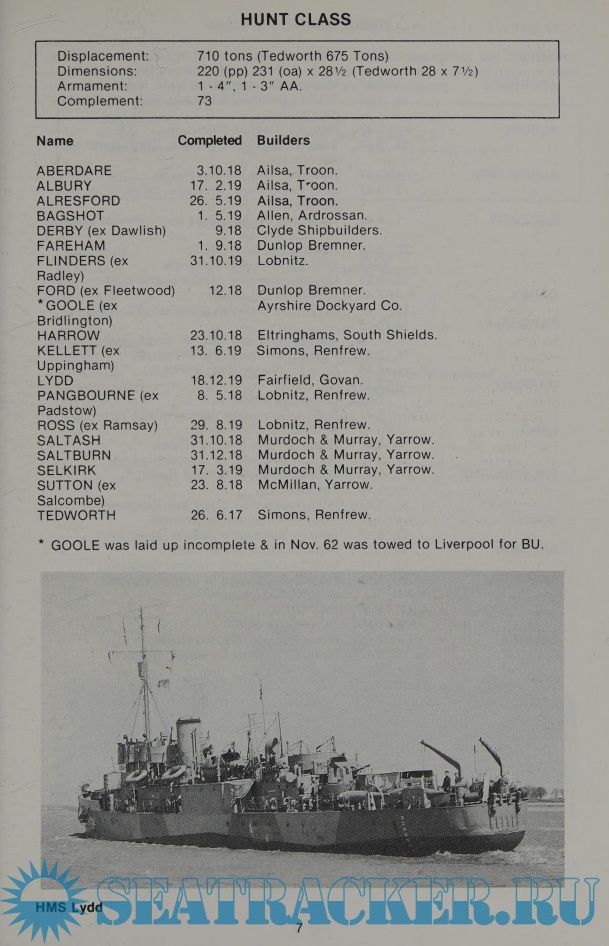 HUNT CLASS
Displacement: 710 tons (Tedworth 675 Tons)
Dimensions: 220 (pp) 231 (oa) x 28½ (Tedworth 28 x 7½)
Armament: 1 - 4", 1 - 3" AA.
Complement: 73
Name Completed Builders
ABERDARE 3.10.18 Ailsa, Troon.
ALBURY 17. 2.19 Ailsa, Troon.
ALRESFORD 26. 5.19 Ailsa, Troon.
BAGSHOT 1. 5.19 Allen, Ardrossan.
DERBY (ex Dawlish) 9.18 Clyde Shipbuilders.
FAREHAM 1. 9.18 Dunlop Bremner.
FLINDERS (ex 31.10.19 Lobnitz.
Radley)
FORD (ex Fleetwood) 12.18 Dunlop Bremner.
* GOOLE (ex Ayrshire Dockyard Co.
Bridlington)
HARROW 23.10.18 Eltringhams, South Shields.
KELLETT (ex 13. 6.19 Simons, Renfrew.
Uppingham)
LYDD 18.12.19 Fairfield, Govan.
PANGBOURNE (ex 8. 5.18 Lobnitz, Renfrew.
Padstow)
ROSS (ex Ramsay) 29. 8.19 Lobnitz, Renfrew.
SALTASH 31.10.18 Murdoch & Murray, Yarrow.
SALTBURN 31.12.18 Murdoch & Murray, Yarrow.
SELKIRK 17. 3.19 Murdoch & Murray, Yarrow.
SUTTON (ex 23. 8.18 McMillan, Yarrow.
Salcombe)
TEDWORTH 26. 6.17 Simons, Renfrew.
* GOOLE was laid up incomplete & in Nov. 62 was towed to Liverpool for BU.
HMS Lydd
SEATRACKER.RU
7